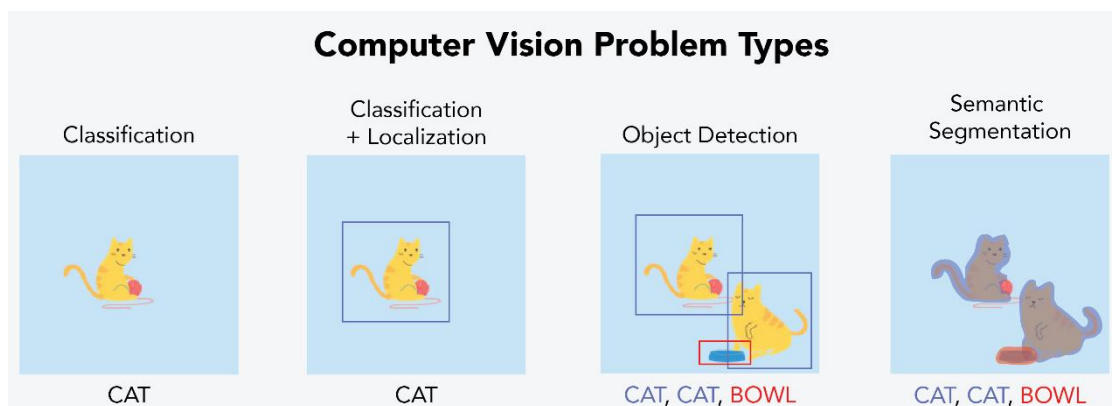 Computer Vision Problem Types
Classification
Classification
+ Localization
Object Detection
Semantic
Segmentation
CAT
CAT
CAT, CAT, BOWL
CAT, CAT, BOWL